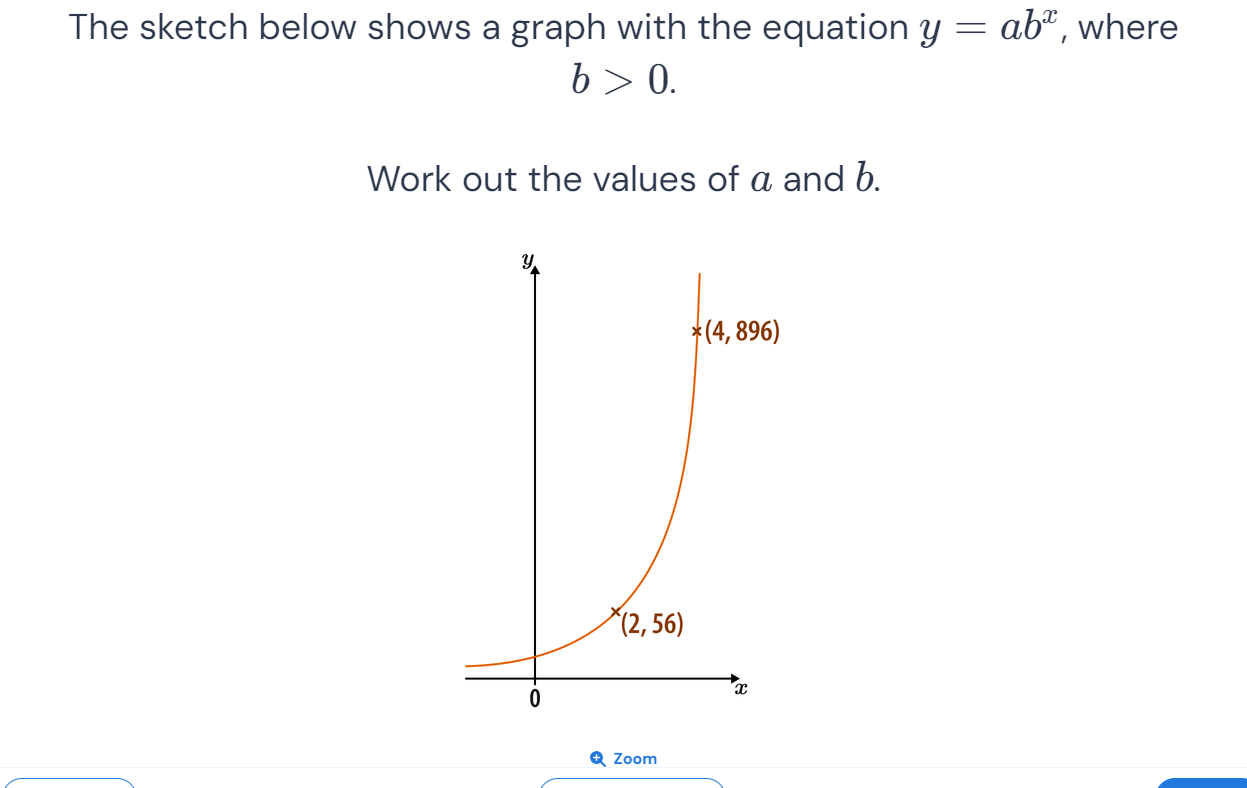 The sketch below shows a graph with the equation y = abˣ, where
b > 0.
Work out the values of a and b.
y
(4, 896)
(2, 56)
x
0
Zoom